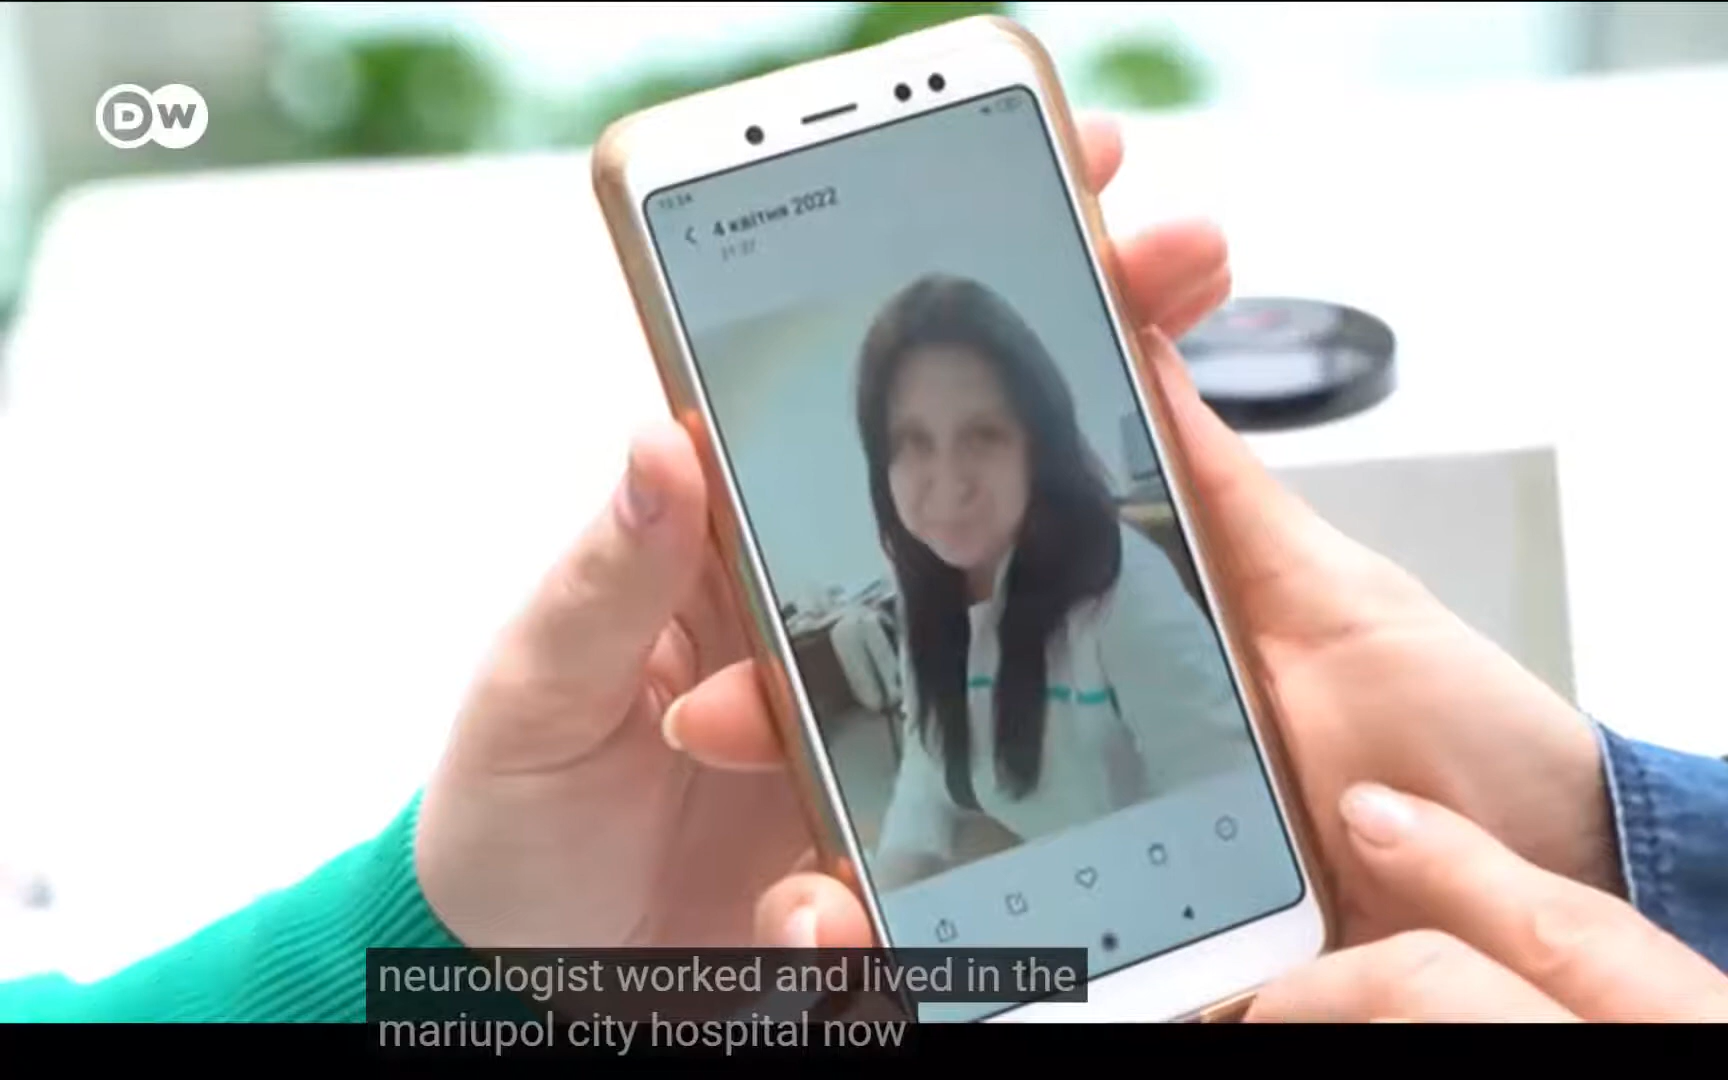 DW
4 квітня 2022
neurologist worked and lived in the
mariupol city hospital now